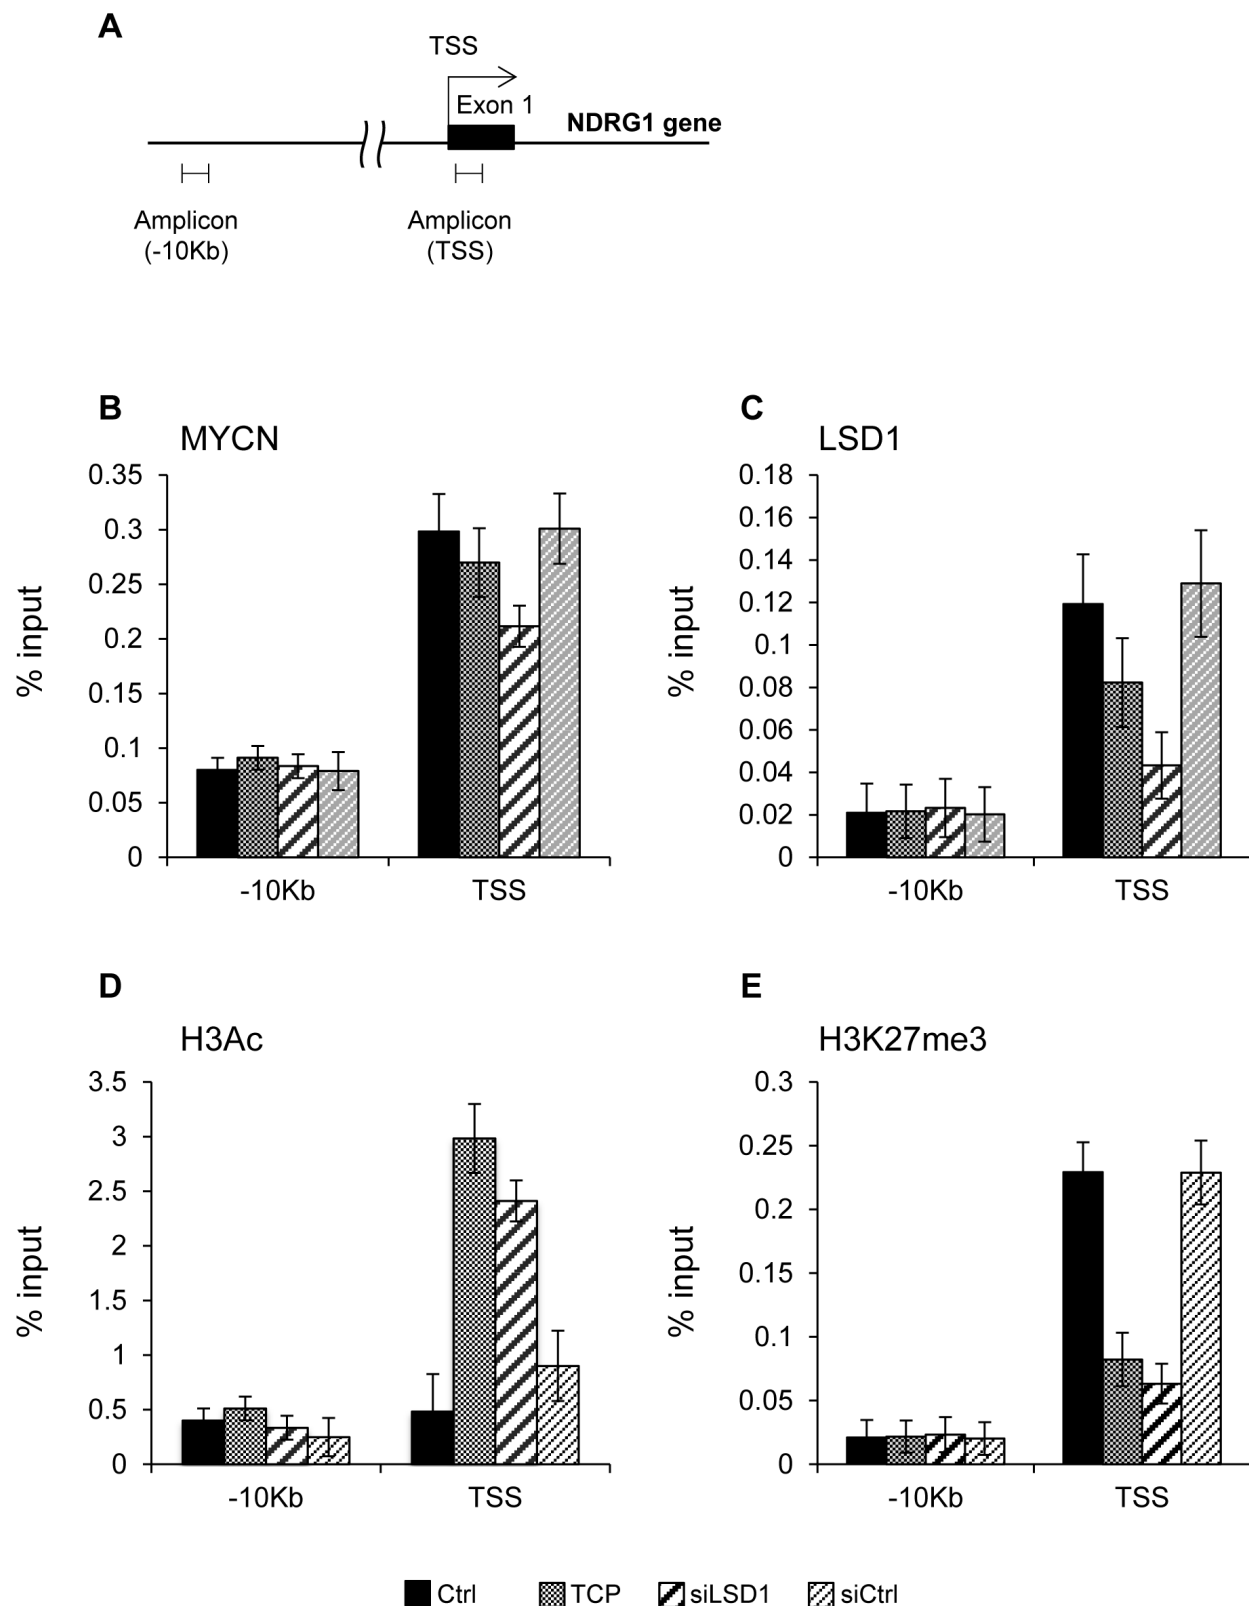 A
TSS
Exon 1
NDRG1 gene
Amplicon
(-10Kb)
Amplicon
(TSS)
B
MYCN
% input
0.35
0.3
0.25
0.2
0.15
0.1
0.05
0
-10Kb TSS
C
LSD1
% input
0.18
0.16
0.14
0.12
0.1
0.08
0.06
0.04
0.02
0
-10Kb TSS
D
H3Ac
% input
3.5
3
2.5
2
1.5
1
0.5
0
-10Kb TSS
E
H3K27me3
% input
0.3
0.25
0.2
0.15
0.1
0.05
0
-10Kb TSS
Ctrl TCP siLSD1 siCtrl